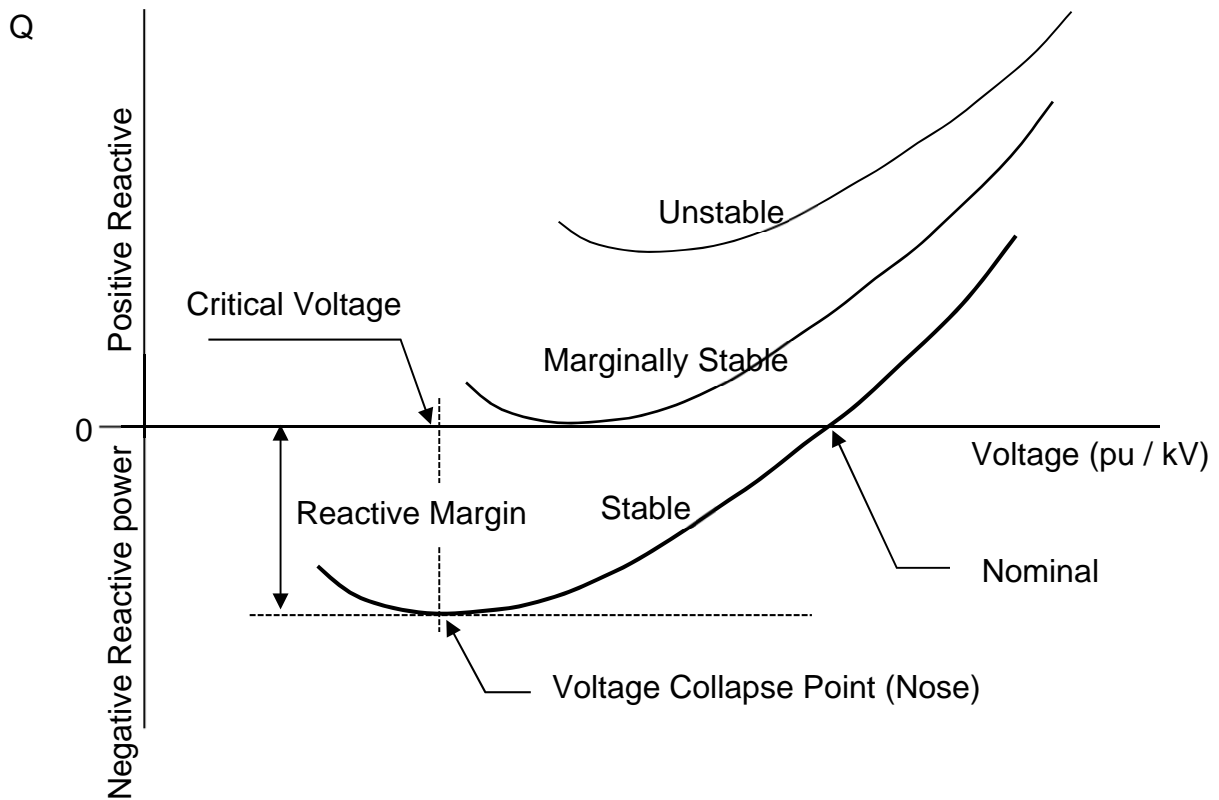 Q
Positive Reactive
Unstable
Critical Voltage
Marginally Stable
0
Voltage (pu / kV)
Negative Reactive power
Reactive Margin
Stable
Nominal
Voltage Collapse Point (Nose)